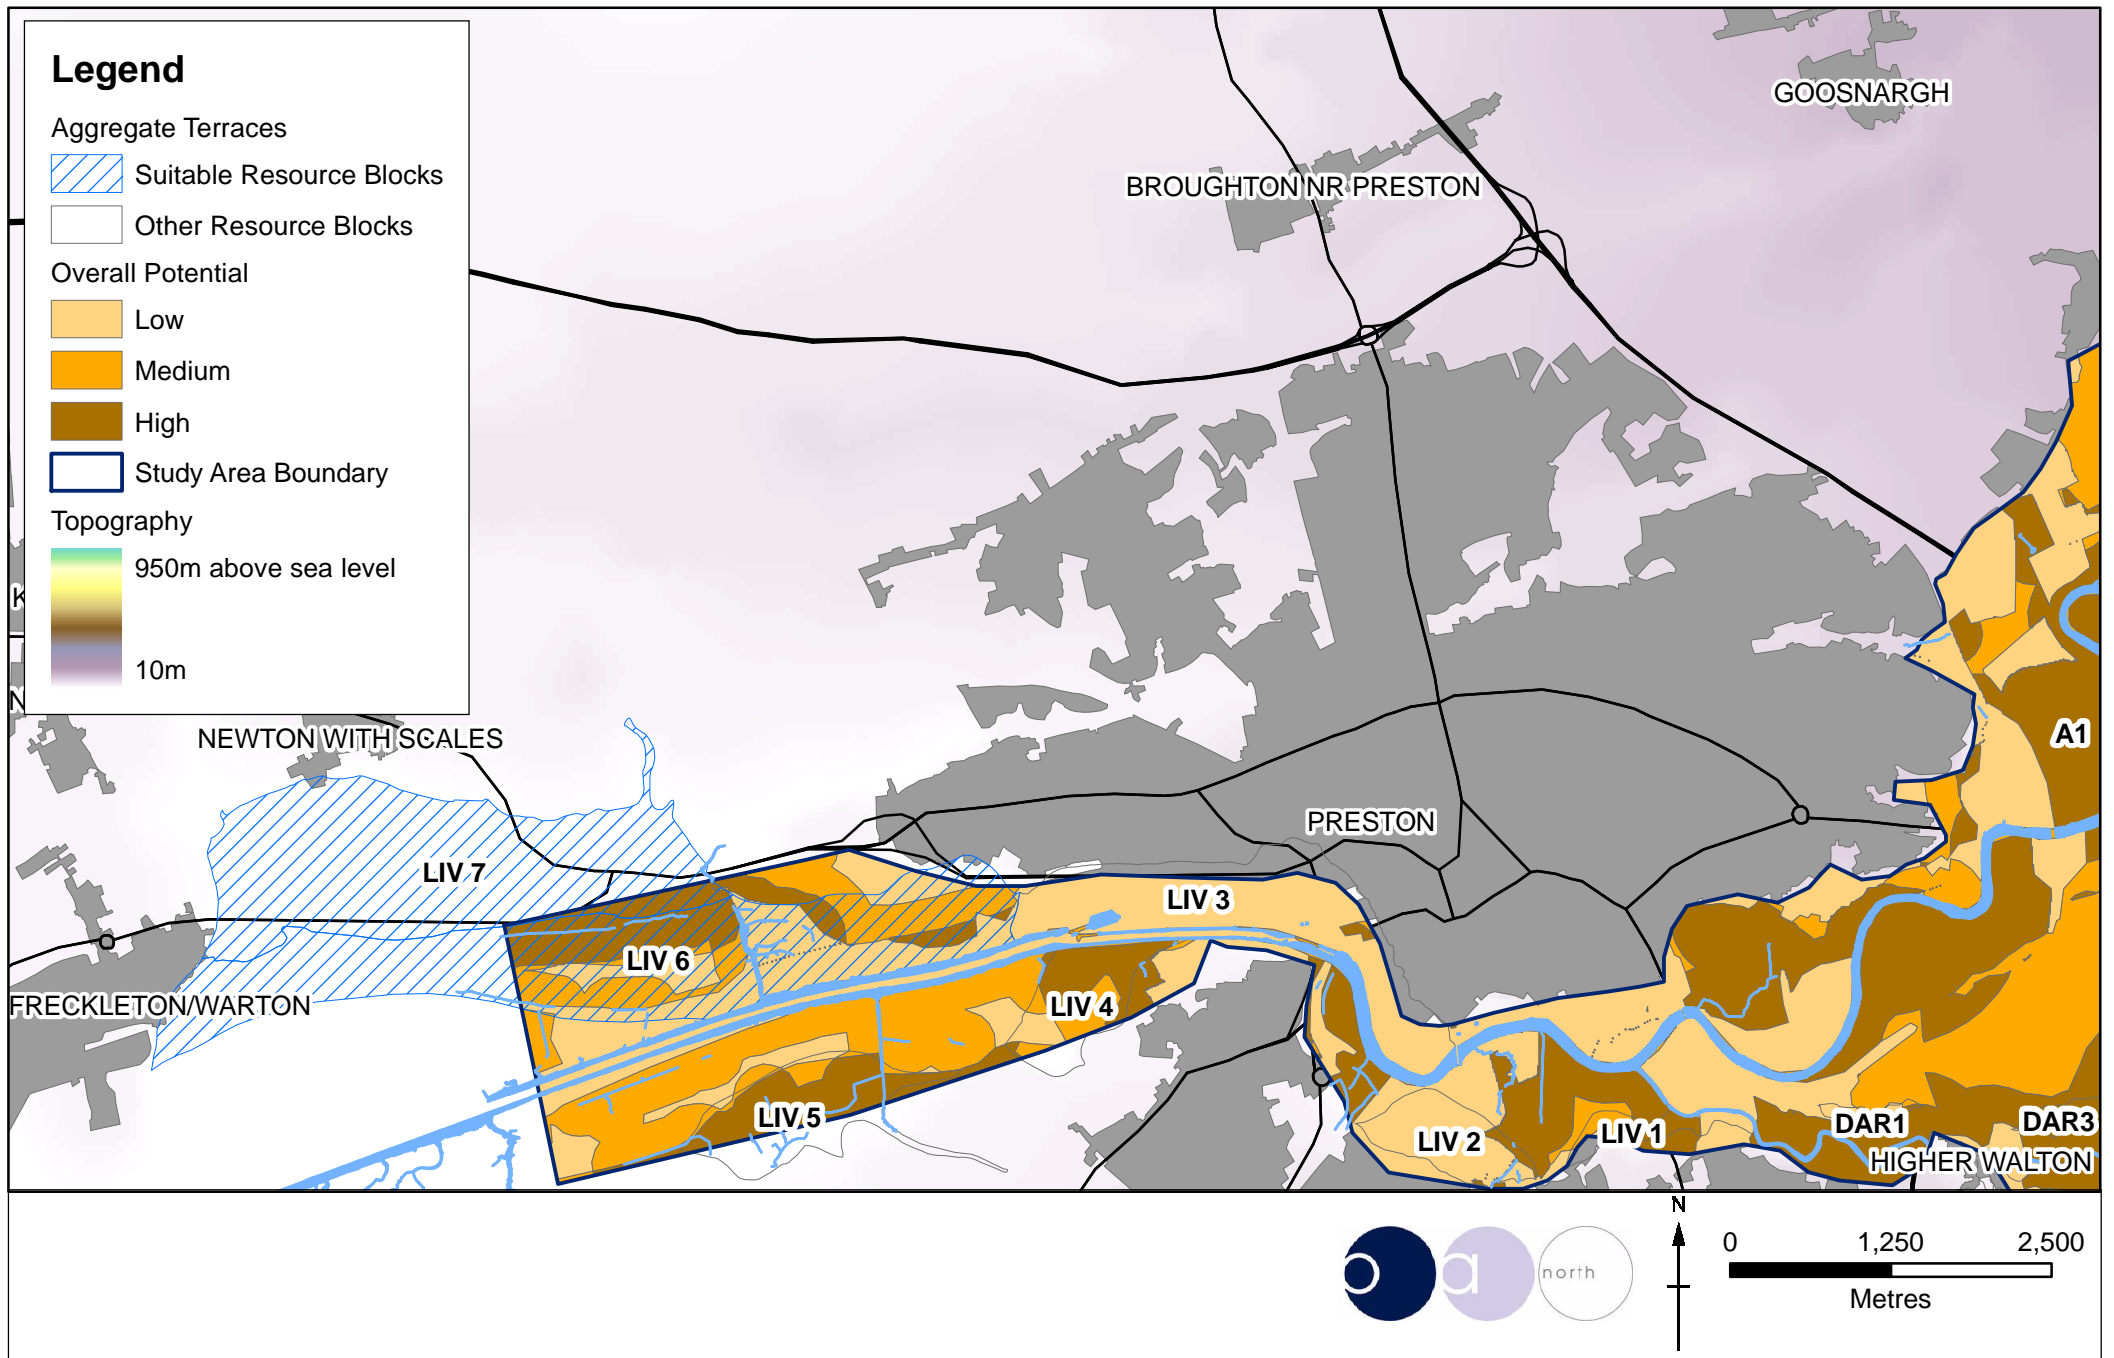 Legend
Aggregate Terraces
Suitable Resource Blocks
Other Resource Blocks
Overall Potential
Low
Medium
High
Study Area Boundary
Topography
950m above sea level
10m
GOOSNARGH
BROUGHTON NR PRESTON
K
N
NEWTON WITH SCALES
A1
PRESTON
LIV 7
LIV 3
LIV 6
FRECKLETON/WARTON
LIV 4
LIV 5
LIV 2
LIV 1
DAR1
DAR3
HIGHER WALTON
N
0 1,250 2,500
Metres
oa north